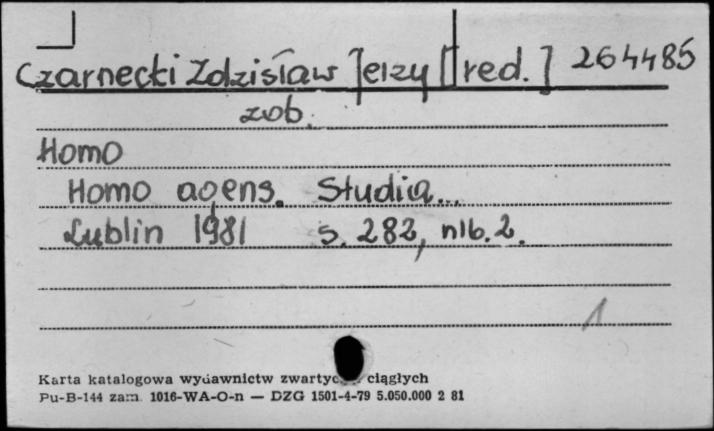 Czarnecki Zdzisław Jerzy [red.] 264485
zob.
Homo
Homo agens. Studia...
Lublin 1981 s. 282, nlb. 2.
1
Karta katalogowa wydawnictw ciągłych
Pu-B-144 zam. 1016-WA-O-n — DZG 1501-4-79 5.050.000 2 81